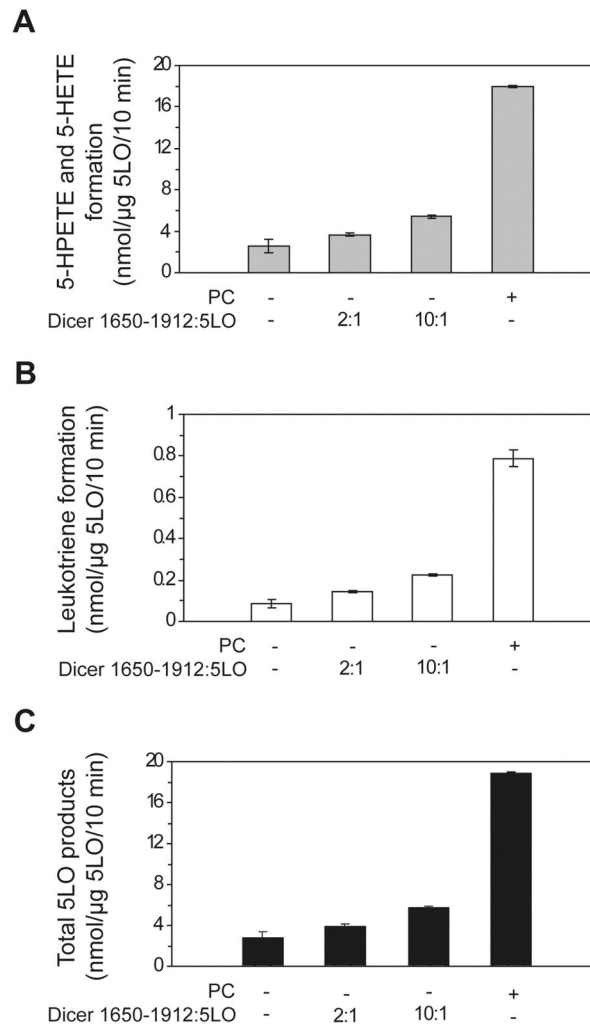 A
5-HPETE and 5-HETE
formation
(nmol/µg 5LO/10 min)
20
16
12
8
4
0
PC - - - +
Dicer 1650-1912:5LO - 2:1 10:1 -
B
Leukotriene formation
(nmol/µg 5LO/10 min)
1
0.8
0.6
0.4
0.2
0
PC - - - +
Dicer 1650-1912:5LO - 2:1 10:1 -
C
Total 5LO products
(nmol/µg 5LO/10 min)
20
16
12
8
4
0
PC - - - +
Dicer 1650-1912:5LO - 2:1 10:1 -